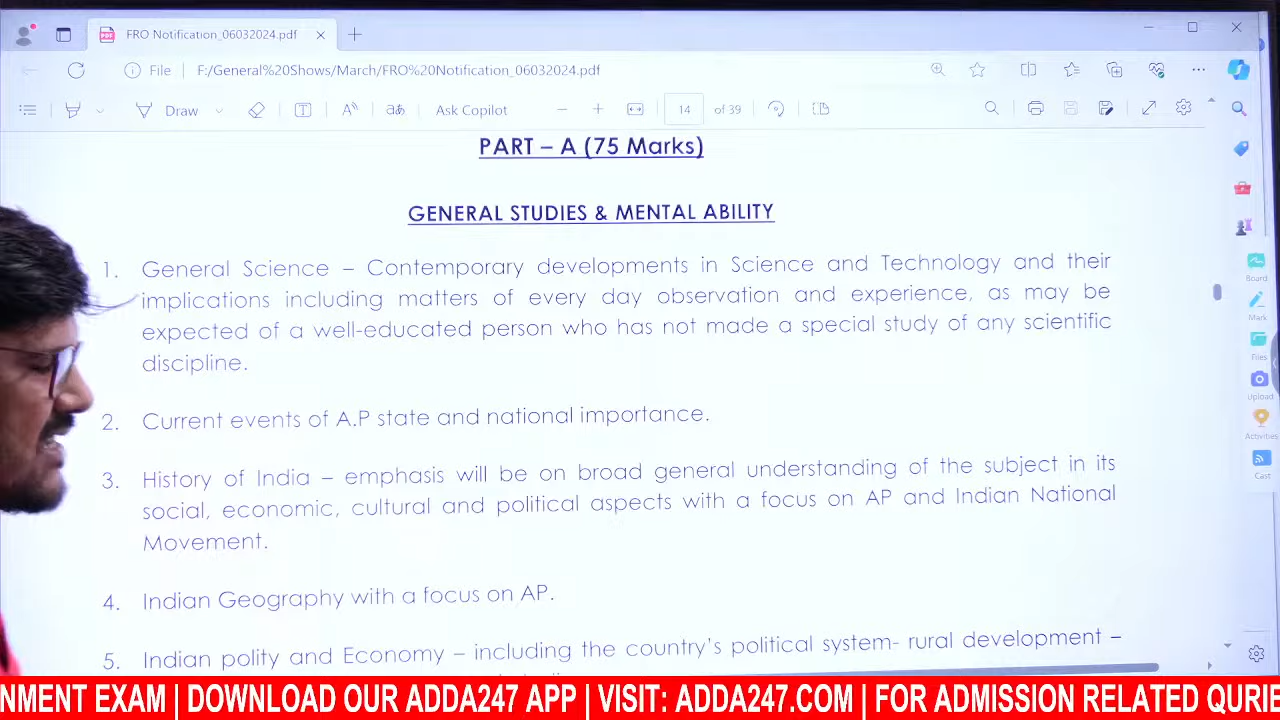 FRO Notification_06032024.pdf
File
F:/General%20Shows/March/FRO%20Notification_06032024.pdf
Draw
Ask Copilot
14 of 39
PART – A (75 Marks)
GENERAL STUDIES & MENTAL ABILITY
1. General Science – Contemporary developments in Science and Technology and their
implications including matters of every day observation and experience, as may be
expected of a well-educated person who has not made a special study of any scientific
discipline.
2. Current events of A.P state and national importance.
3. History of India – emphasis will be on broad general understanding of the subject in its
social, economic, cultural and political aspects with a focus on AP and Indian National
Movement.
4. Indian Geography with a focus on AP.
5. Indian polity and Economy – including the country's political system- rural development –
Board
Mark
Files
Upload
Activities
Cast
NMENT EXAM | DOWNLOAD OUR ADDA247 APP | VISIT: ADDA247.COM | FOR ADMISSION RELATED QURIE